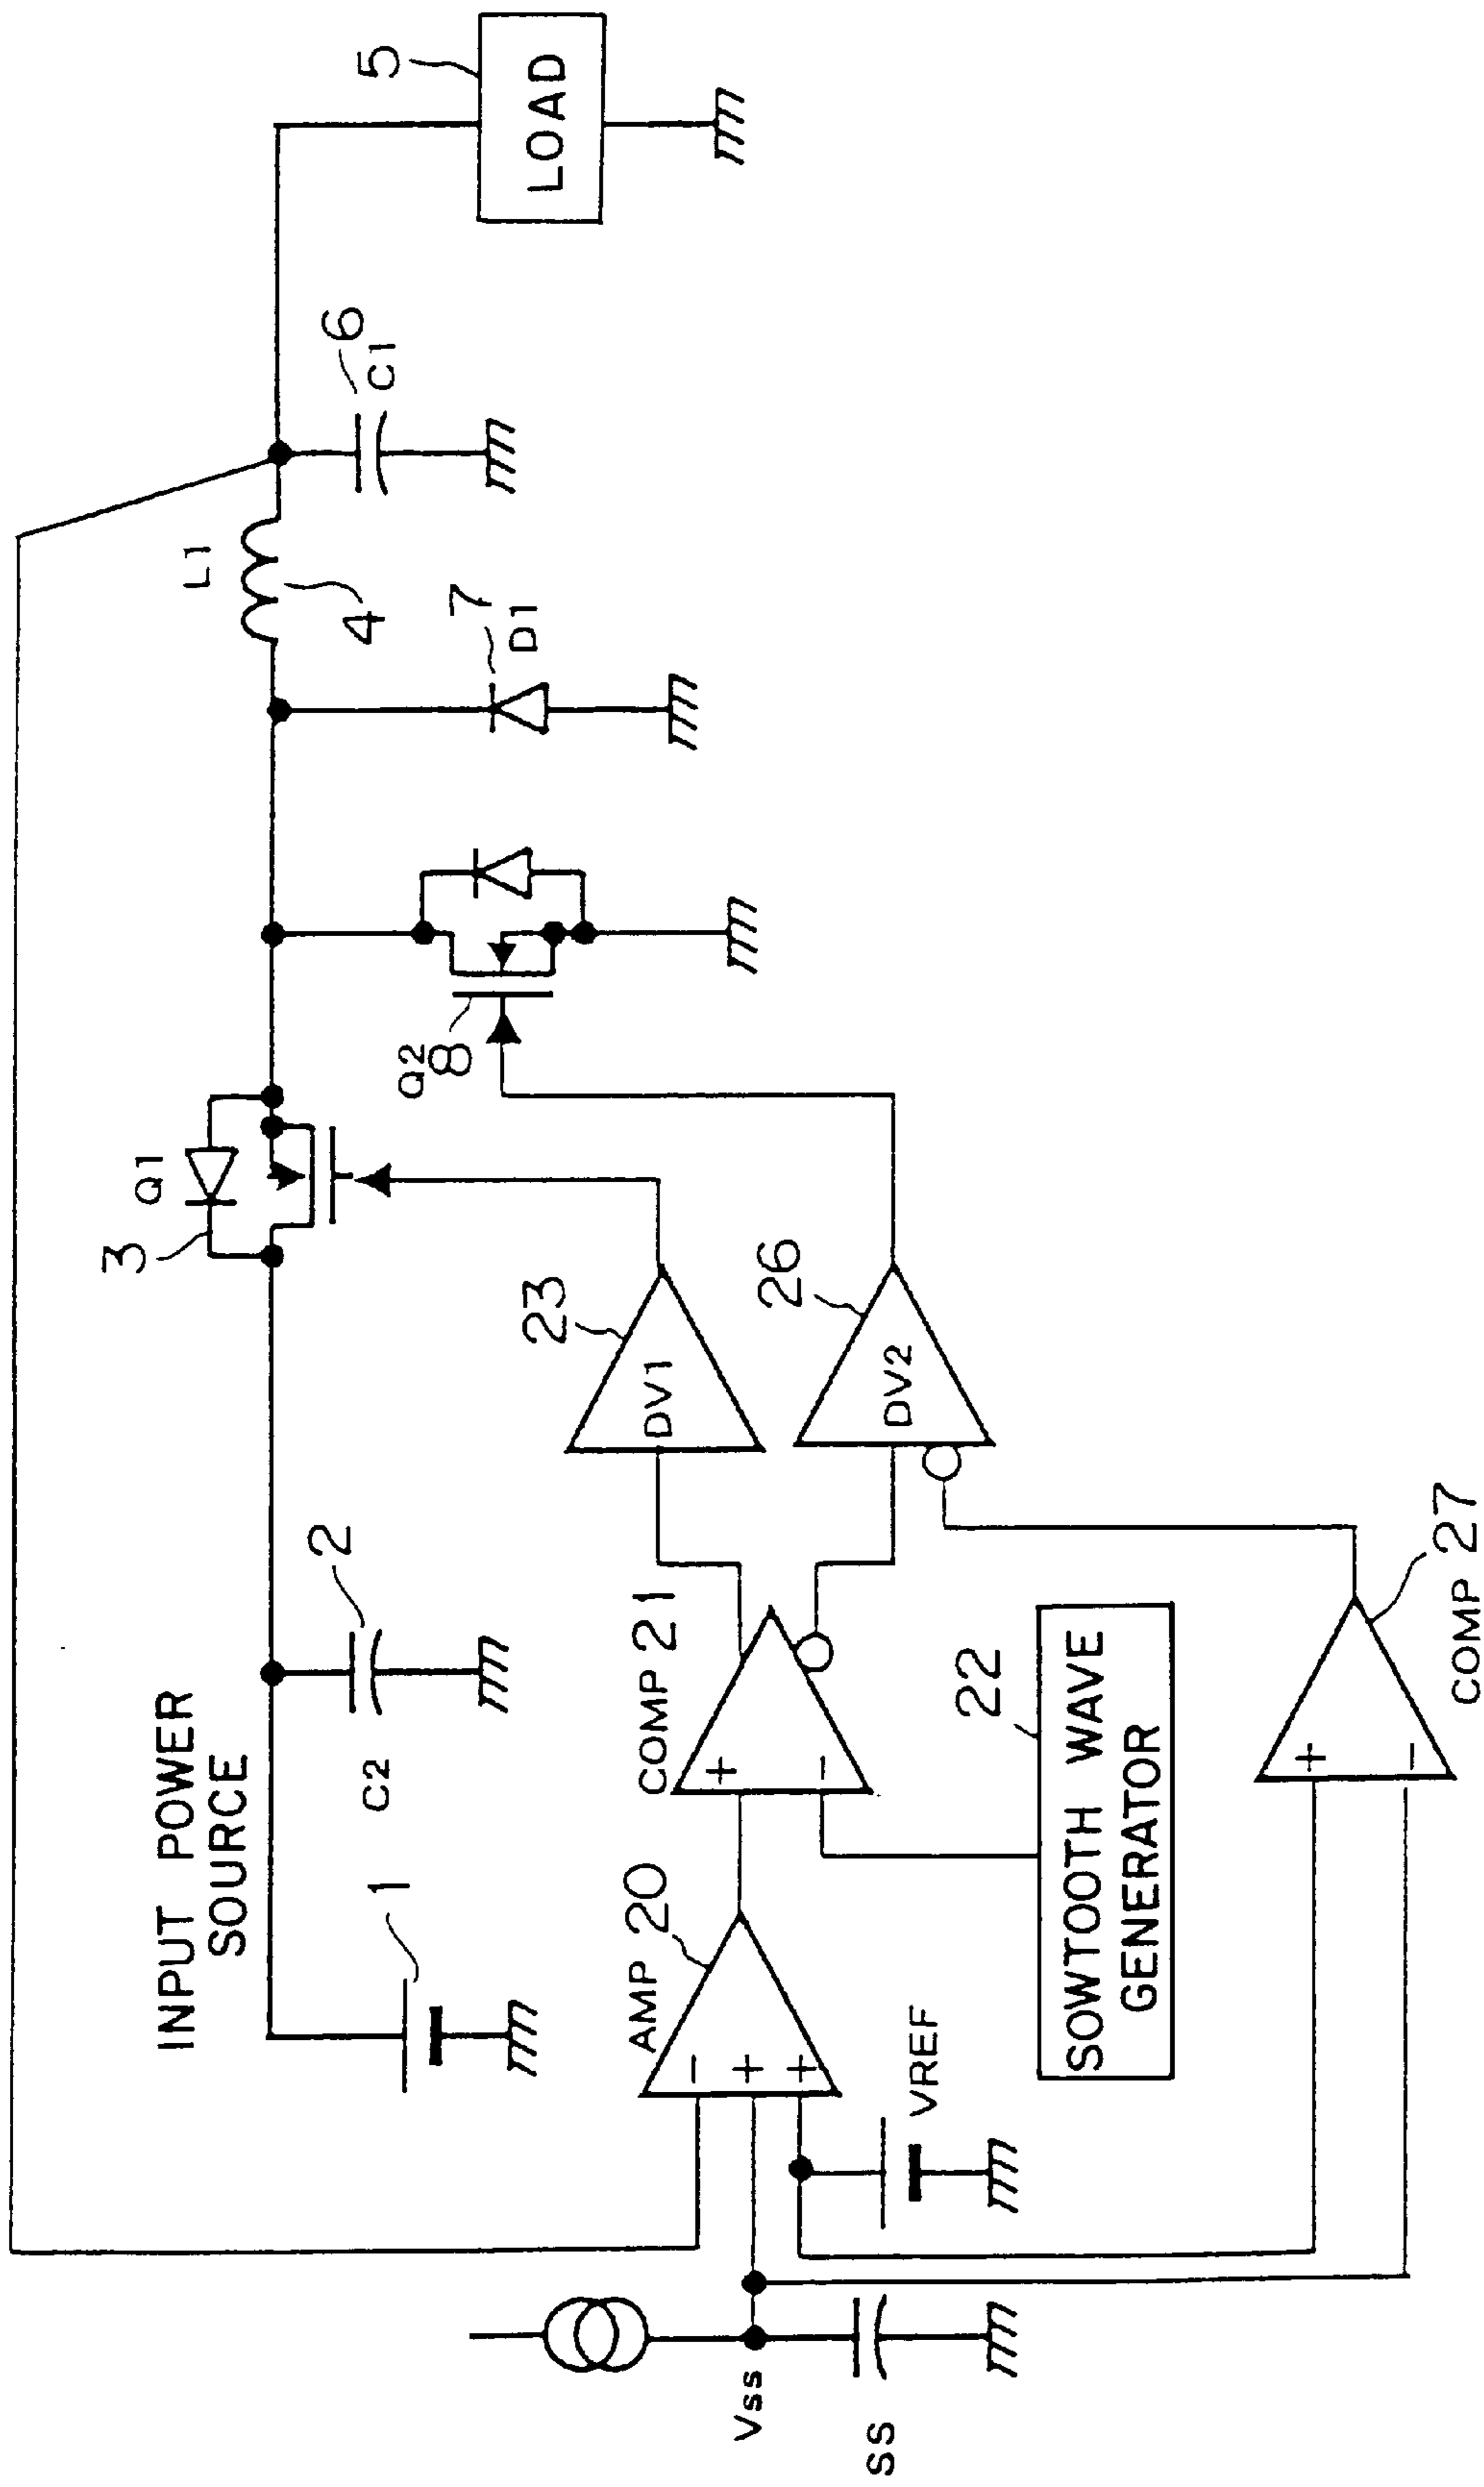 INPUT POWER
SOURCE
1
C2
2
3
Q1
Q2
8
L1
4
7
D1
6
C1
5
LOAD
Vss
SS
AMP 20
-
+
+
VREF
COMP 21
+
-
22
SOWTOOTH WAVE
GENERATOR
23
DV1
26
DV2
+
-
COMP 27